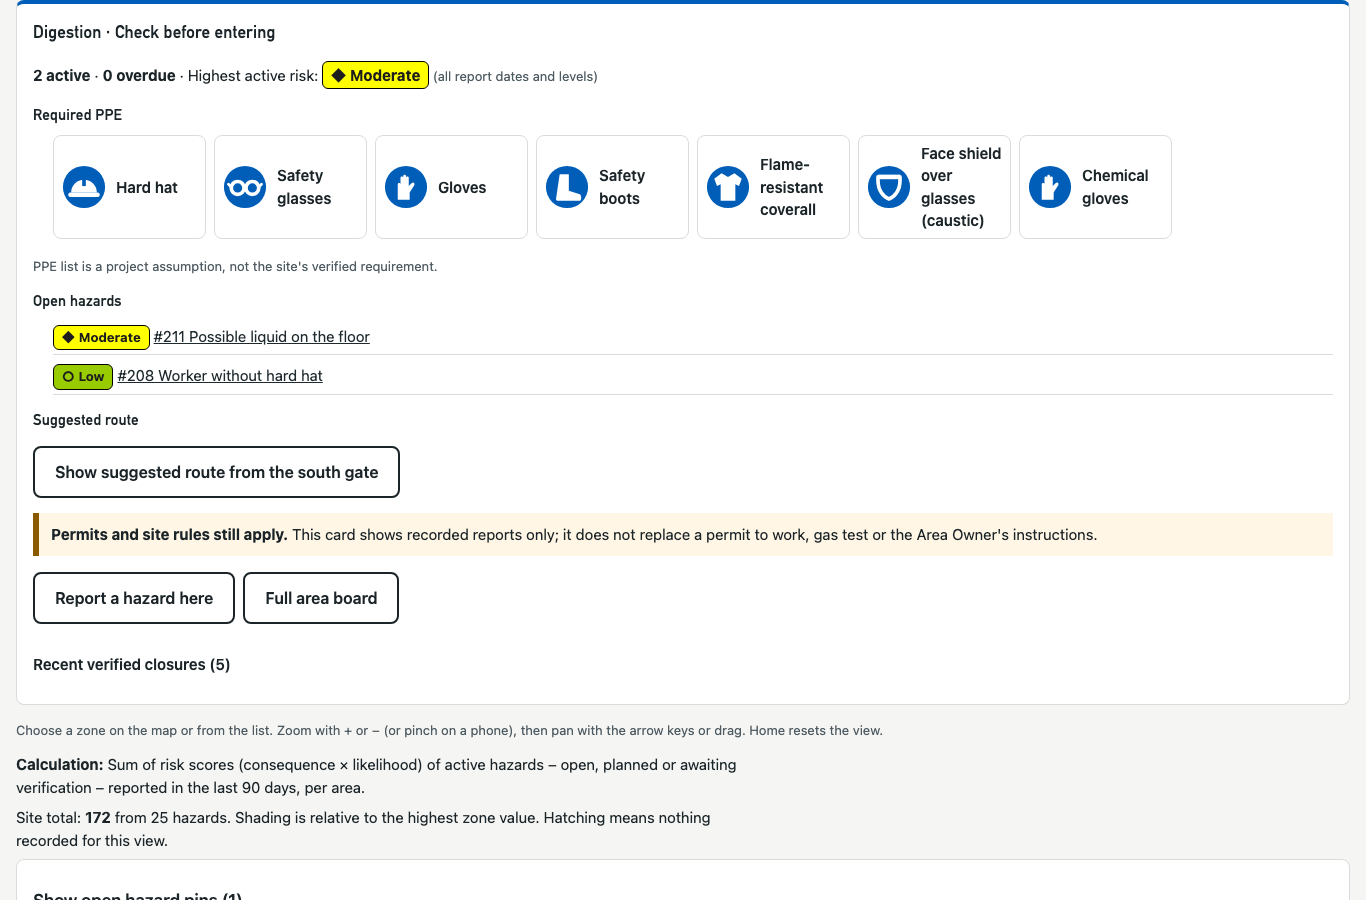 Digestion · Check before entering
2 active · 0 overdue · Highest active risk: ◆ Moderate (all report dates and levels)
Required PPE
Hard hat
Safety
glasses
Gloves
Safety
boots
Flame-
resistant
coverall
Face shield
over
glasses
(caustic)
Chemical
gloves
PPE list is a project assumption, not the site's verified requirement.
Open hazards
◆ Moderate #211 Possible liquid on the floor
Low #208 Worker without hard hat
Suggested route
Show suggested route from the south gate
Permits and site rules still apply. This card shows recorded reports only; it does not replace a permit to work, gas test or the Area Owner's instructions.
Report a hazard here
Full area board
Recent verified closures (5)
Choose a zone on the map or from the list. Zoom with + or − (or pinch on a phone), then pan with the arrow keys or drag. Home resets the view.
Calculation: Sum of risk scores (consequence × likelihood) of active hazards – open, planned or awaiting
verification – reported in the last 90 days, per area.
Site total: 172 from 25 hazards. Shading is relative to the highest zone value. Hatching means nothing
recorded for this view.
Show open hazard pins (1)